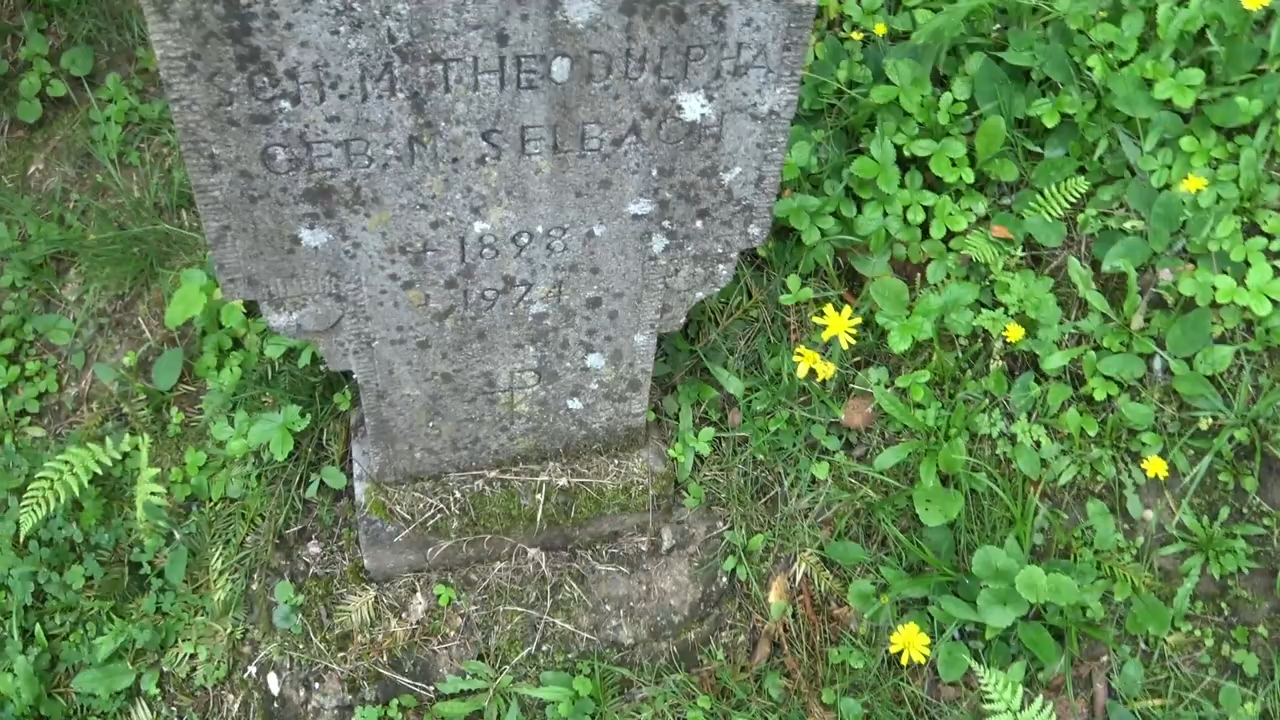 SCH. M. THEODULPHA
GEB. M. SELBACH
1898
1974